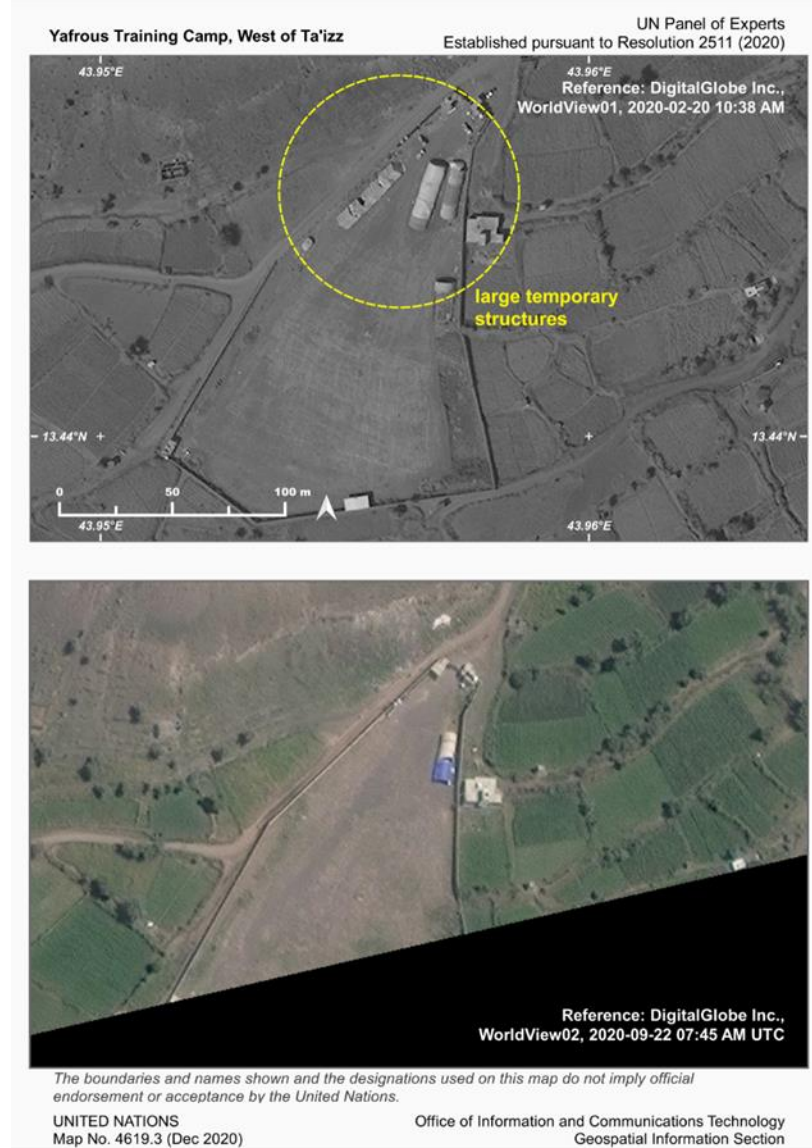 Yafrous Training Camp, West of Ta'izz
UN Panel of Experts
Established pursuant to Resolution 2511 (2020)
43.95°E
43.96°E
Reference: DigitalGlobe Inc.,
WorldView01, 2020-02-20 10:38 AM
large temporary
structures
13.44°N
13.44°N
0 50 100 m
43.95°E
43.96°E
Reference: DigitalGlobe Inc.,
WorldView02, 2020-09-22 07:45 AM UTC
The boundaries and names shown and the designations used on this map do not imply official
endorsement or acceptance by the United Nations.
UNITED NATIONS
Map No. 4619.3 (Dec 2020)
Office of Information and Communications Technology
Geospatial Information Section